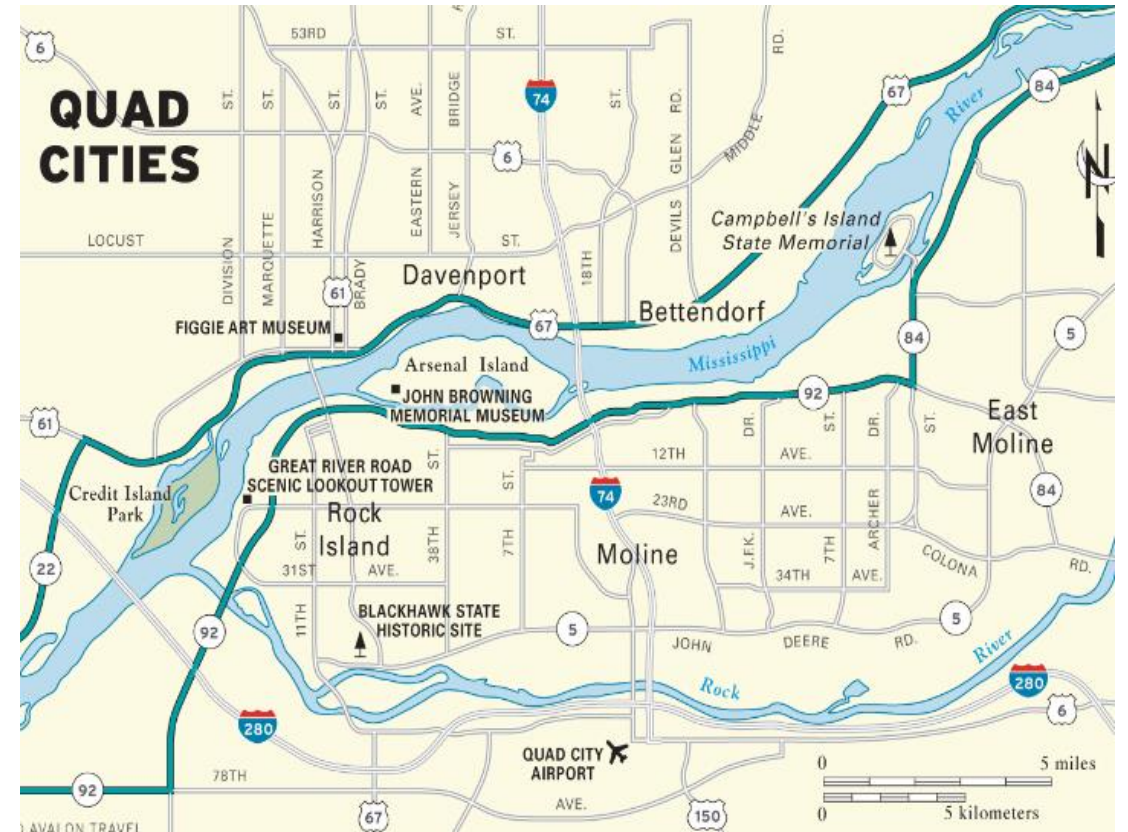 QUAD
CITIES
6
53RD
ST.
74
ST.
RD.
67
84
River
N
ST.
ST.
ST.
ST.
AVE.
BRIDGE
6
GLEN
MIDDLE
LOCUST
ST.
DIVISION
MARQUETTE
HARRISON
BRADY
EASTERN
JERSEY
18TH
DEVILS
RD.
Campbell's Island
State Memorial
Davenport
61
67
Bettendorf
FIGGIE ART MUSEUM
Arsenal Island
JOHN BROWNING
MEMORIAL MUSEUM
Mississippi
84
5
92
61
East
Moline
DR.
ST.
DR.
ST.
12TH
AVE.
GREAT RIVER ROAD
SCENIC LOOKOUT TOWER
Credit Island
Park
ST.
ST.
74
23RD
AVE.
84
Rock
Island
38TH
7TH
Moline
J.F.K.
7TH
ARCHER
COLONA
RD.
22
ST.
31ST
AVE.
34TH
AVE.
11TH
BLACKHAWK STATE
HISTORIC SITE
92
5
JOHN
DEERE
RD.
5
River
Rock
280
280
6
QUAD CITY
AIRPORT
78TH
AVE.
92
67
150
0
5 miles
0
5 kilometers
AVALON TRAVEL